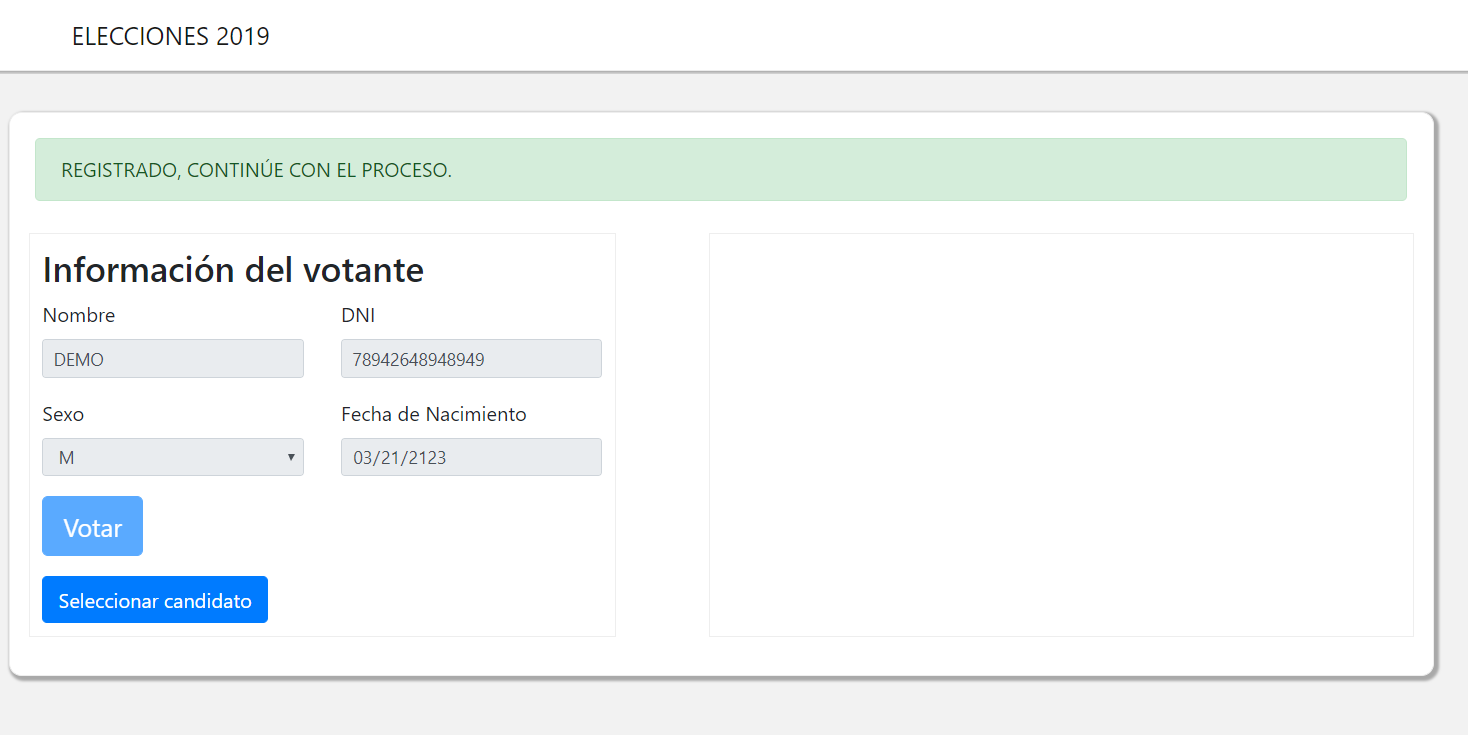 ELECCIONES 2019
REGISTRADO, CONTINÚE CON EL PROCESO.
Información del votante
Nombre
DNI
DEMO
78942648948949
Sexo
Fecha de Nacimiento
M
03/21/2123
Votar
Seleccionar candidato